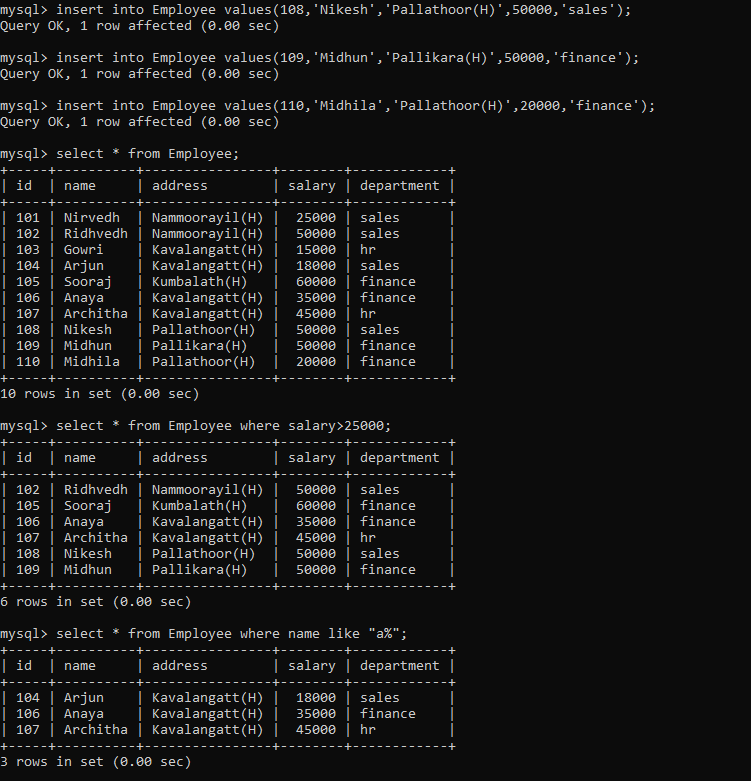 mysql> insert into Employee values(108,'Nikesh','Pallathoor(H)',50000,'sales');
Query OK, 1 row affected (0.00 sec)

mysql> insert into Employee values(109,'Midhun','Pallikara(H)',50000,'finance');
Query OK, 1 row affected (0.00 sec)

mysql> insert into Employee values(110,'Midhila','Pallathoor(H)',20000,'finance');
Query OK, 1 row affected (0.00 sec)

mysql> select * from Employee;
+-----+----------+----------------+--------+------------+
| id  | name     | address        | salary | department |
+-----+----------+----------------+--------+------------+
| 101 | Nirvedh  | Nammoorayil(H) |  25000 | sales      |
| 102 | Ridhvedh | Nammoorayil(H) |  50000 | sales      |
| 103 | Gowri    | Kavalangatt(H) |  15000 | hr         |
| 104 | Arjun    | Kavalangatt(H) |  18000 | sales      |
| 105 | Sooraj   | Kumbalath(H)   |  60000 | finance    |
| 106 | Anaya    | Kavalangatt(H) |  35000 | finance    |
| 107 | Architha | Kavalangatt(H) |  45000 | hr         |
| 108 | Nikesh   | Pallathoor(H)  |  50000 | sales      |
| 109 | Midhun   | Pallikara(H)   |  50000 | finance    |
| 110 | Midhila  | Pallathoor(H)  |  20000 | finance    |
+-----+----------+----------------+--------+------------+
10 rows in set (0.00 sec)

mysql> select * from Employee where salary>25000;
+-----+----------+----------------+--------+------------+
| id  | name     | address        | salary | department |
+-----+----------+----------------+--------+------------+
| 102 | Ridhvedh | Nammoorayil(H) |  50000 | sales      |
| 105 | Sooraj   | Kumbalath(H)   |  60000 | finance    |
| 106 | Anaya    | Kavalangatt(H) |  35000 | finance    |
| 107 | Architha | Kavalangatt(H) |  45000 | hr         |
| 108 | Nikesh   | Pallathoor(H)  |  50000 | sales      |
| 109 | Midhun   | Pallikara(H)   |  50000 | finance    |
+-----+----------+----------------+--------+------------+
6 rows in set (0.00 sec)

mysql> select * from Employee where name like "a%";
+-----+----------+----------------+--------+------------+
| id  | name     | address        | salary | department |
+-----+----------+----------------+--------+------------+
| 104 | Arjun    | Kavalangatt(H) |  18000 | sales      |
| 106 | Anaya    | Kavalangatt(H) |  35000 | finance    |
| 107 | Architha | Kavalangatt(H) |  45000 | hr         |
+-----+----------+----------------+--------+------------+
3 rows in set (0.00 sec)